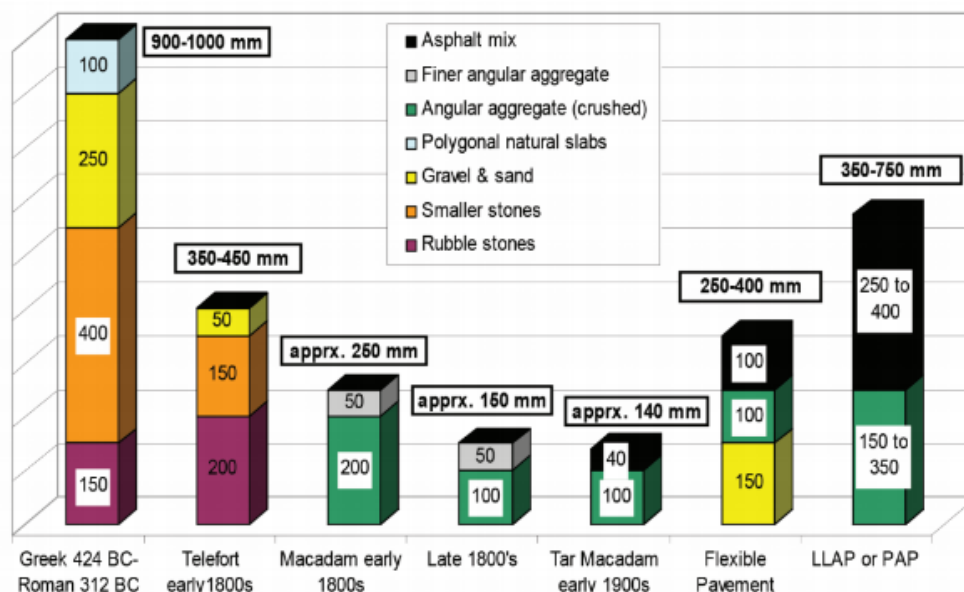 900-1000 mm
100
250
400
150
Asphalt mix
Finer angular aggregate
Angular aggregate (crushed)
Polygonal natural slabs
Gravel & sand
Smaller stones
Rubble stones
350-450 mm
50
150
200
apprx. 250 mm
50
200
apprx. 150 mm
50
100
apprx. 140 mm
40
100
250-400 mm
100
100
150
350-750 mm
250 to
400
150 to
350
Greek 424 BC-
Roman 312 BC
Telefort
early1800s
Macadam early
1800s
Late 1800's
Tar Macadam
early 1900s
Flexible
Pavement
LLAP or PAP